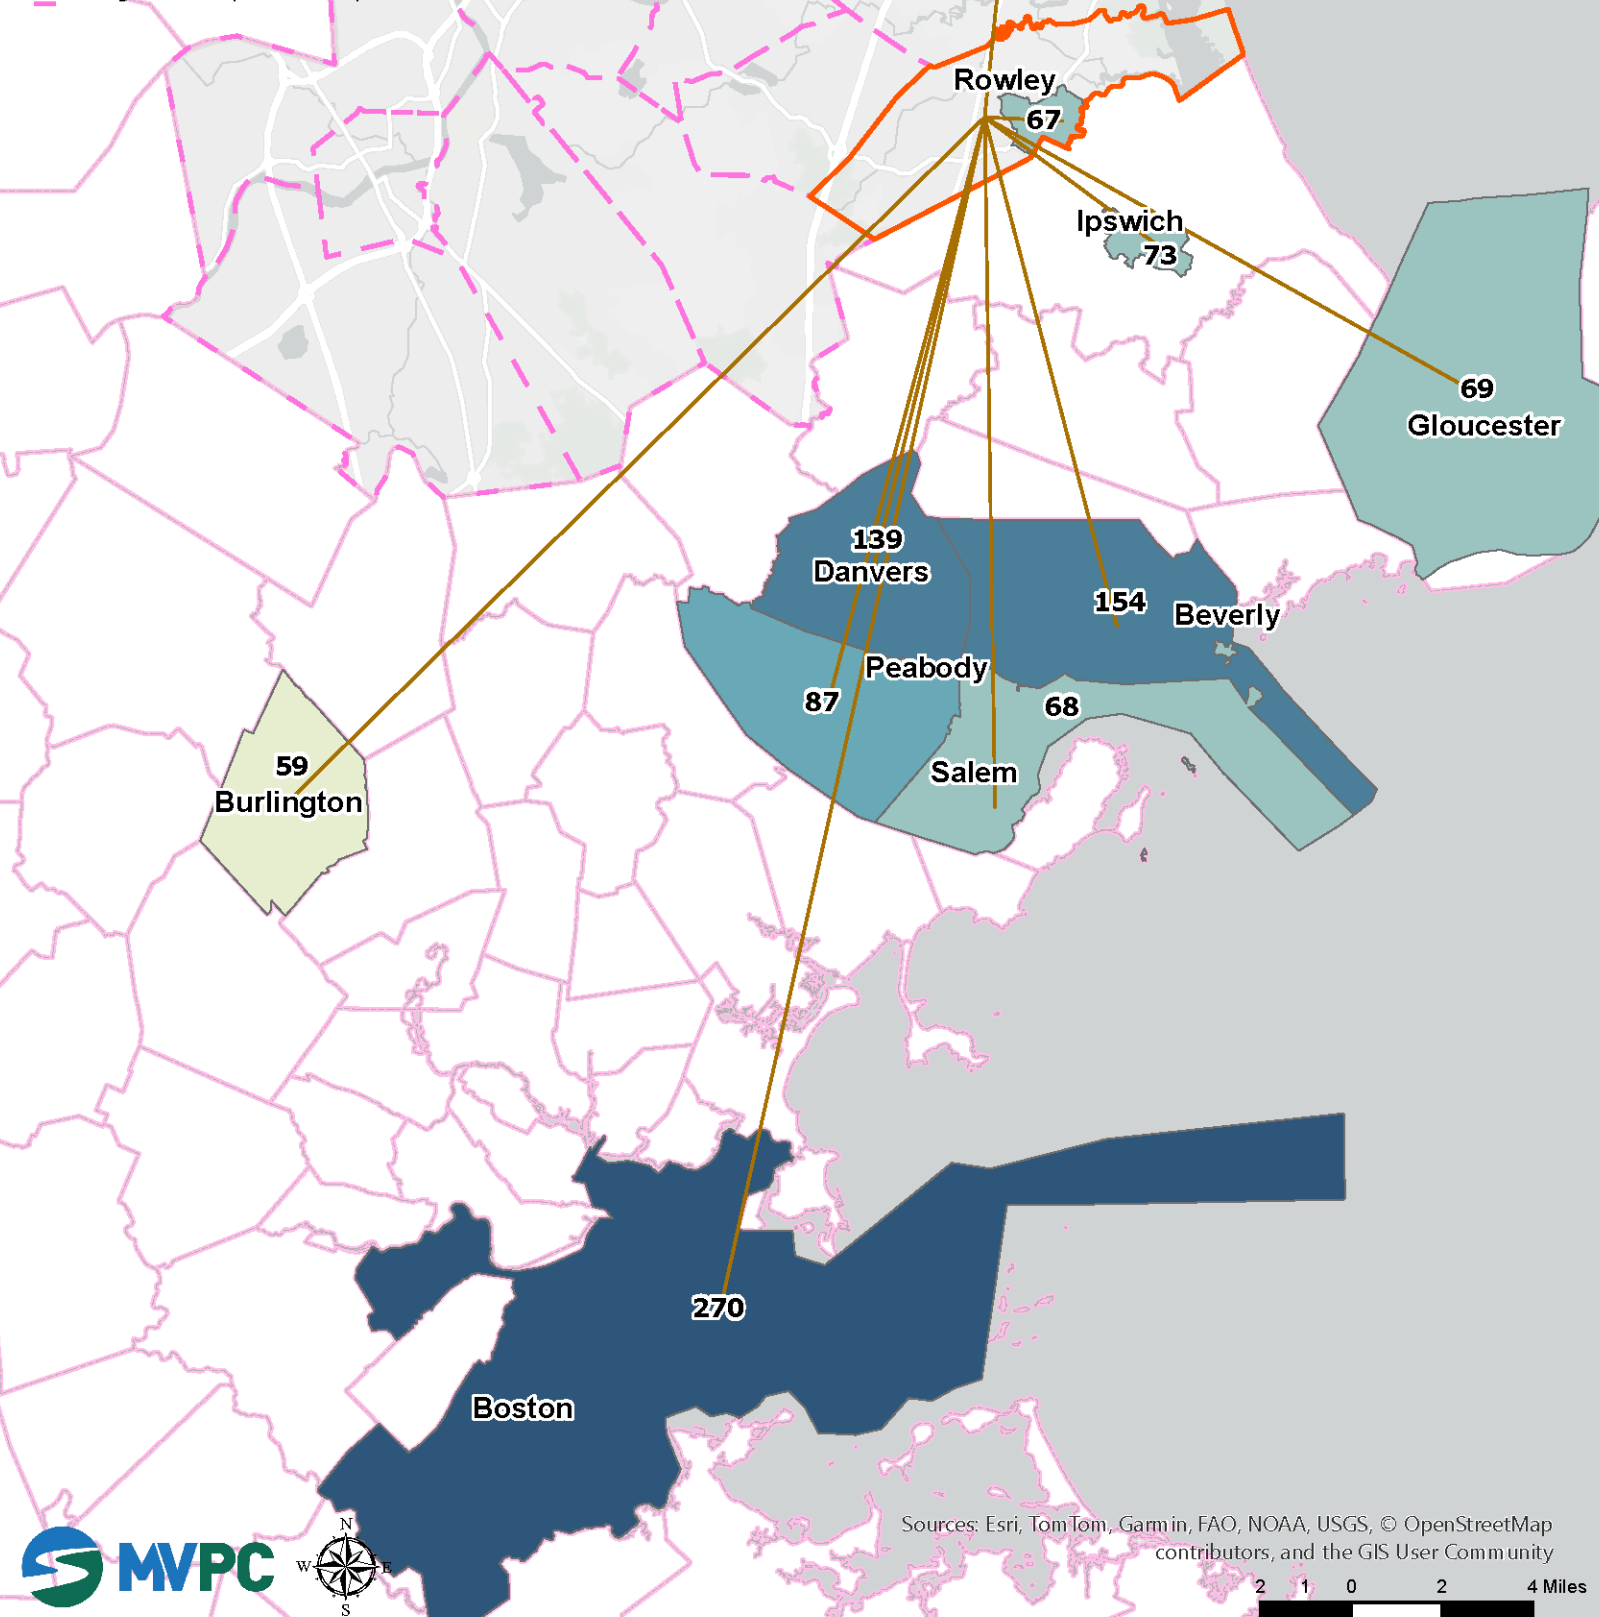 Rowley
67
Ipswich
73
69
Gloucester
139
Danvers
154
Beverly
Peabody
87
68
59
Salem
Burlington
270
Boston
Sources: Esri, TomTom, Garmin, FAO, NOAA, USGS, © OpenStreetMap
contributors, and the GIS User Community
MVPC
N
W E
S
2 1 0 2 4 Miles